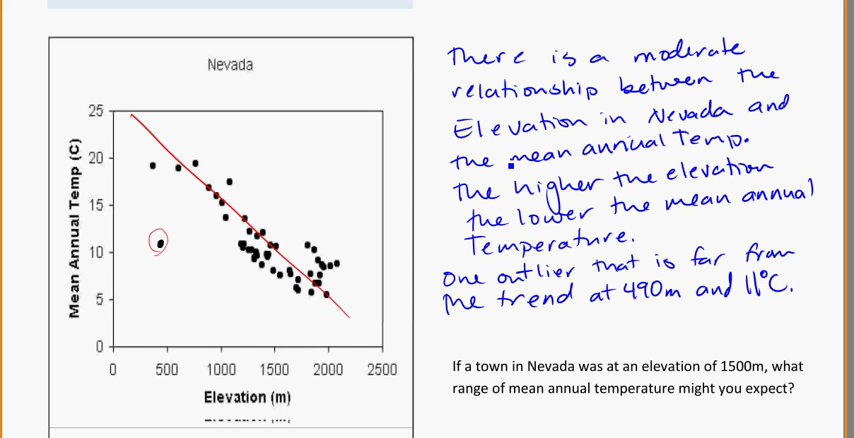 Nevada
25
20
15
10
5
0
Mean Annual Temp (C)
0 500 1000 1500 2000 2500
Elevation (m)
There is a moderate
relationship between the
Elevation in Nevada and
the mean annual Temp.
The higher the elevation
the lower the mean annual
Temperature.
One outlier that is far from
the trend at 490m and 11°C.
If a town in Nevada was at an elevation of 1500m, what
range of mean annual temperature might you expect?